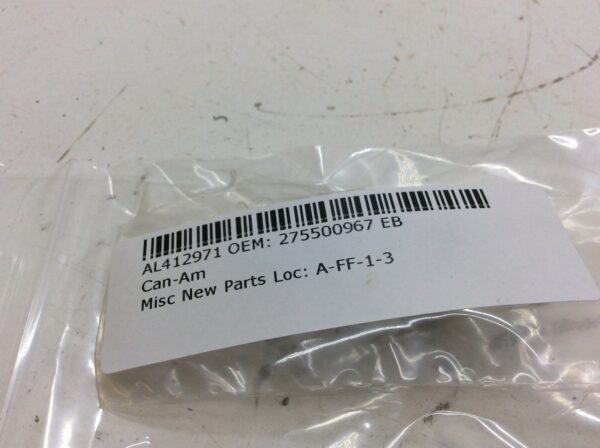 AL412971 OEM: 275500967 EB
Can-Am
Misc New Parts Loc: A-FF-1-3